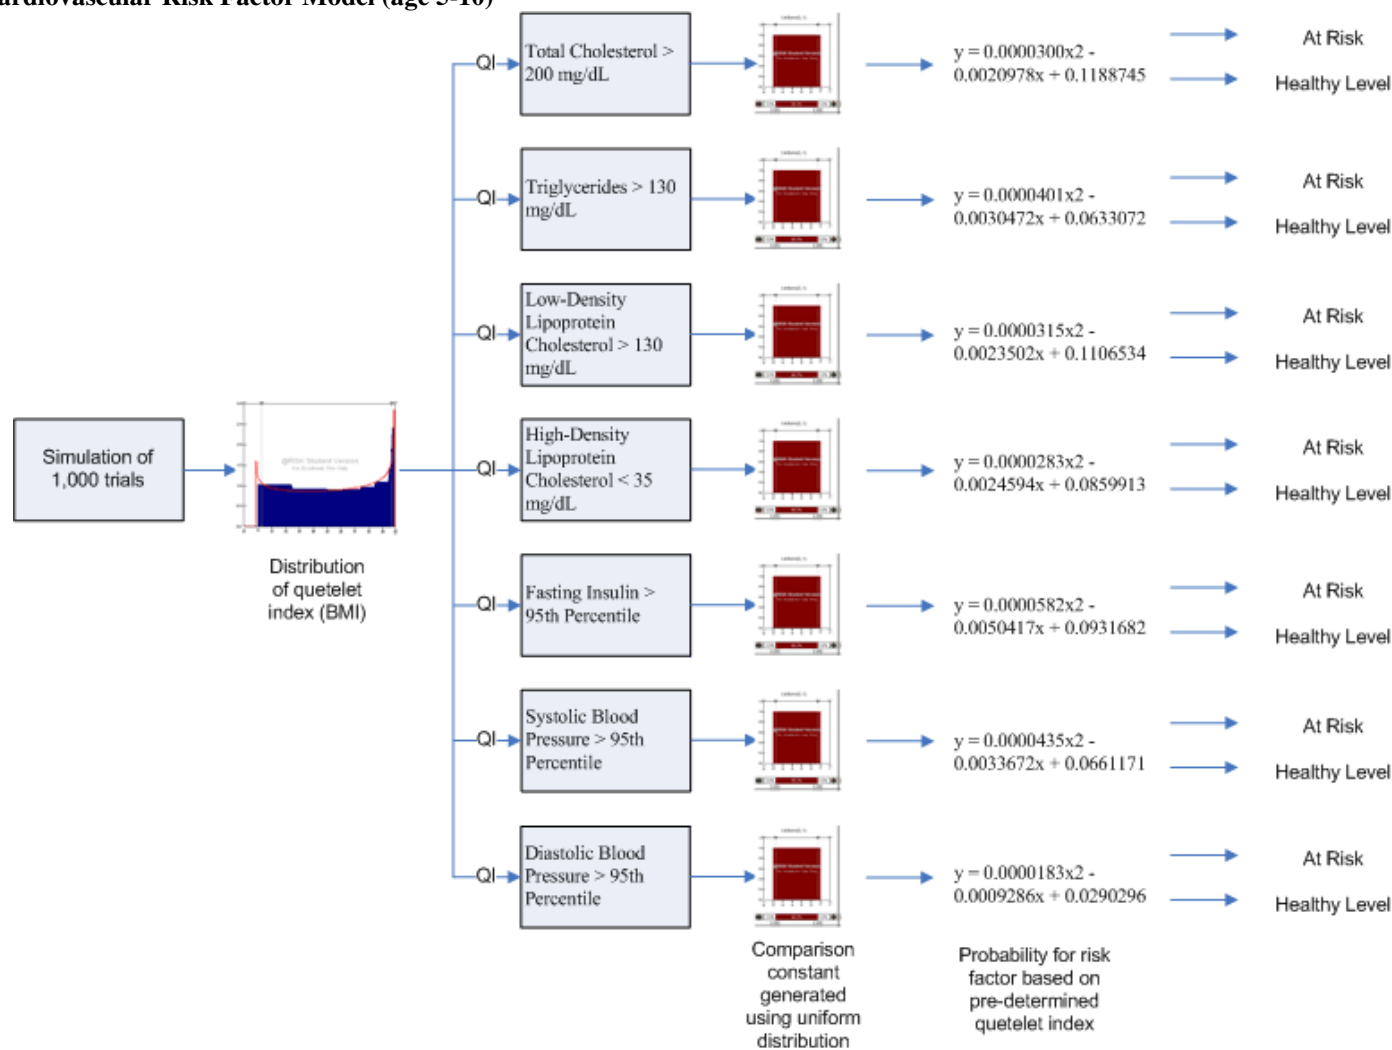 ardiovascular Risk Factor Model (age 5-10)
Simulation of
1,000 trials
@RISK Student Version
For Academic Use Only
Distribution
of quetelet
index (BMI)
QI
Total Cholesterol >
200 mg/dL
y = 0.0000300x2 -
0.0020978x + 0.1188745
At Risk
Healthy Level
QI
Triglycerides > 130
mg/dL
y = 0.0000401x2 -
0.0030472x + 0.0633072
At Risk
Healthy Level
QI
Low-Density
Lipoprotein
Cholesterol > 130
mg/dL
y = 0.0000315x2 -
0.0023502x + 0.1106534
At Risk
Healthy Level
QI
High-Density
Lipoprotein
Cholesterol < 35
mg/dL
y = 0.0000283x2 -
0.0024594x + 0.0859913
At Risk
Healthy Level
QI
Fasting Insulin >
95th Percentile
y = 0.0000582x2 -
0.0050417x + 0.0931682
At Risk
Healthy Level
QI
Systolic Blood
Pressure > 95th
Percentile
y = 0.0000435x2 -
0.0033672x + 0.0661171
At Risk
Healthy Level
QI
Diastolic Blood
Pressure > 95th
Percentile
y = 0.0000183x2 -
0.0009286x + 0.0290296
At Risk
Healthy Level
Comparison
constant
generated
using uniform
distribution
Probability for risk
factor based on
pre-determined
quetelet index